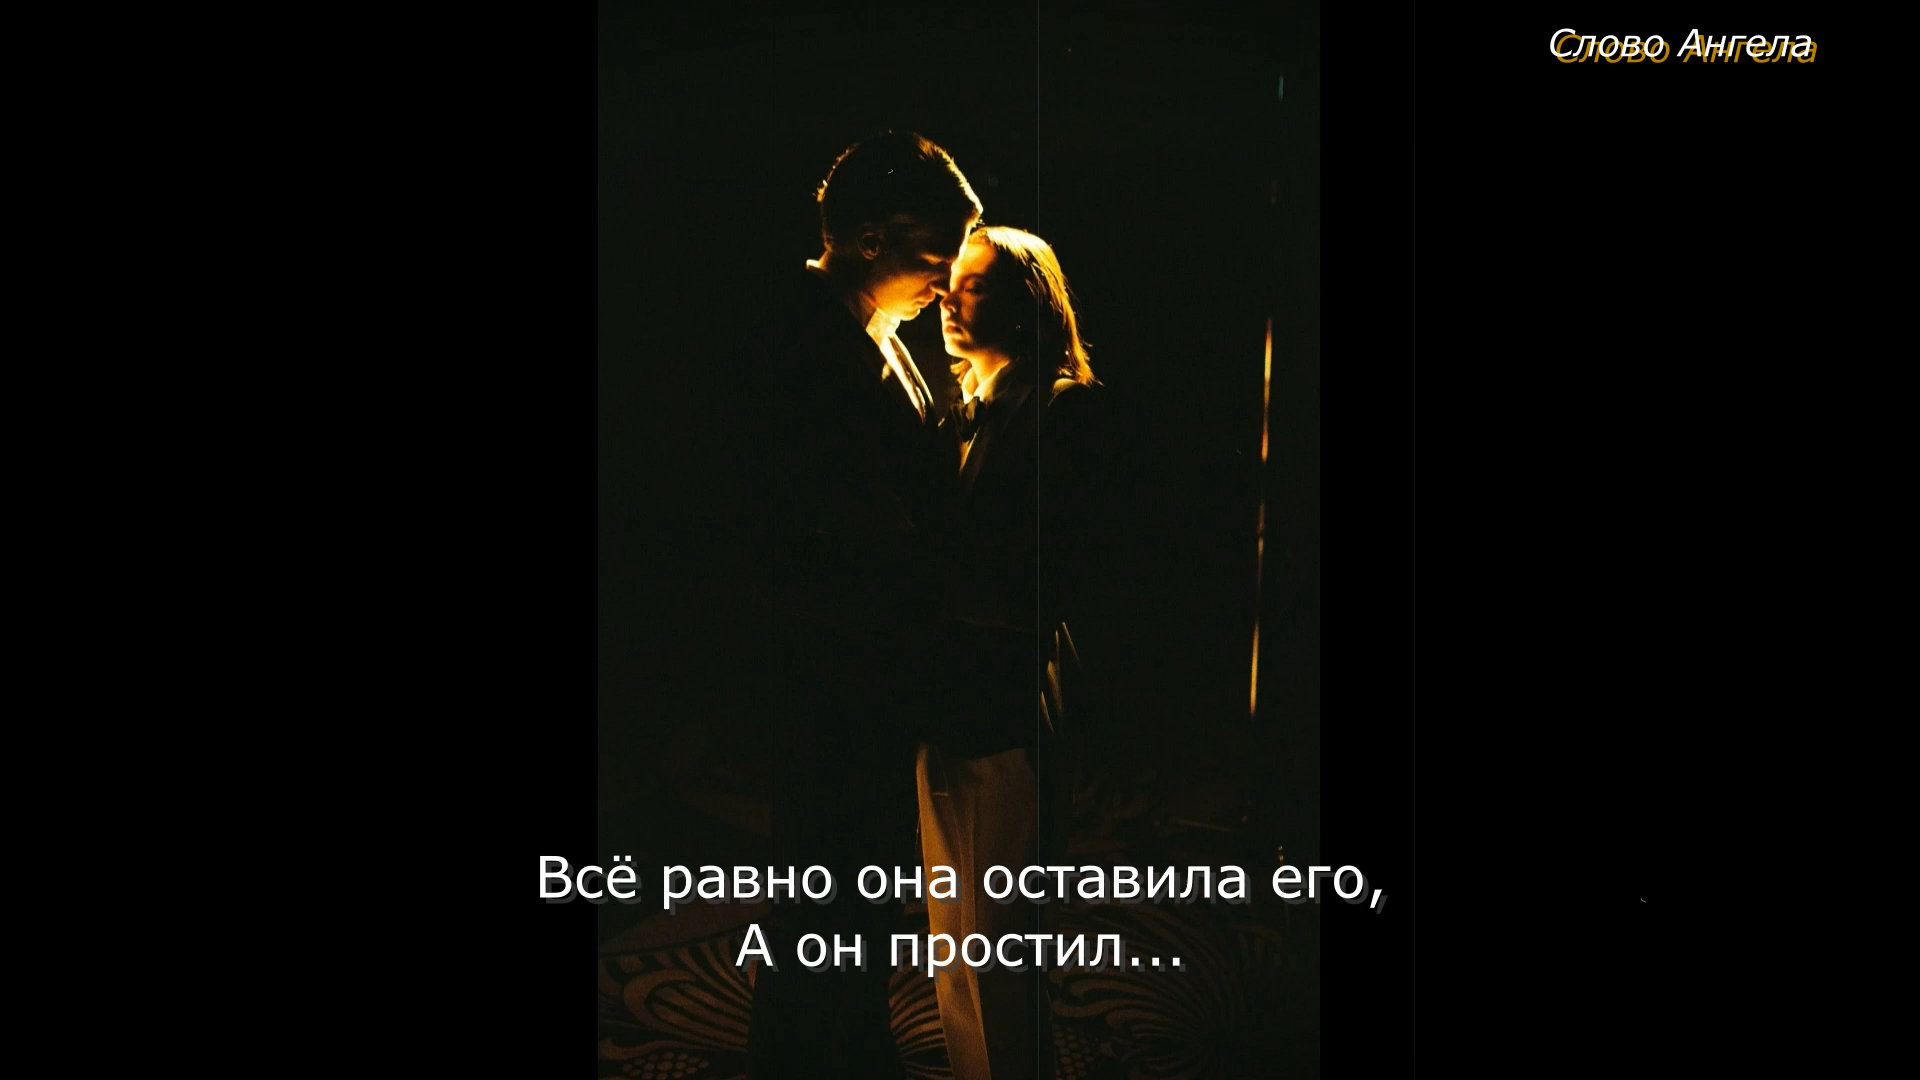 Слово Ангела
Всё равно она оставила его,
А он простил...